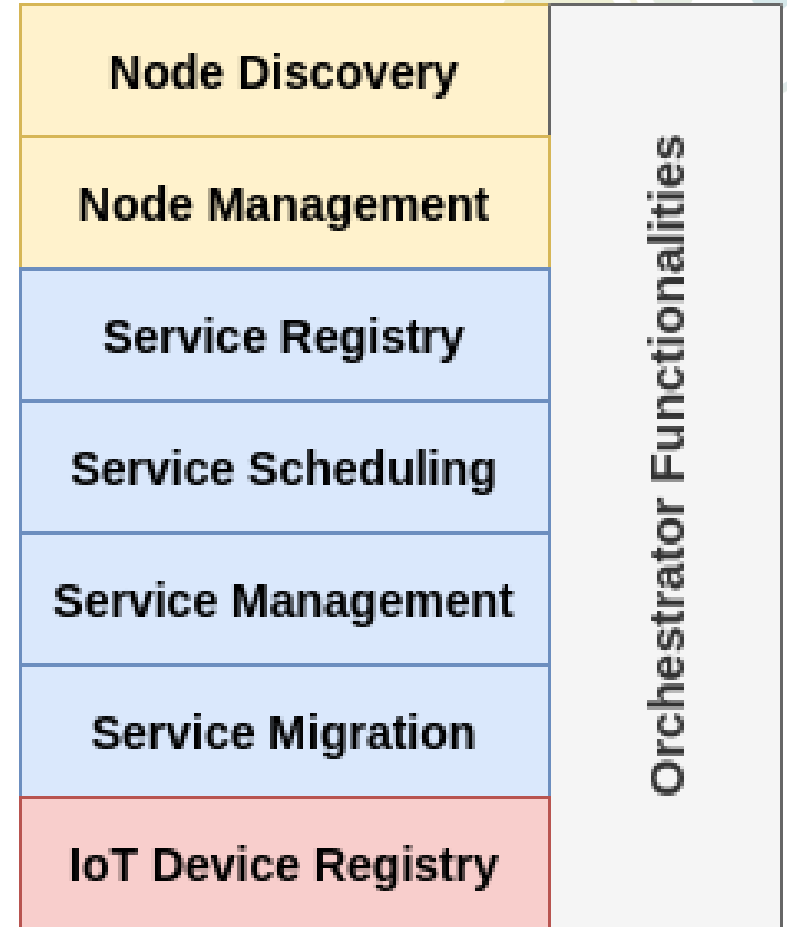 Node Discovery
Node Management
Service Registry
Service Scheduling
Service Management
Service Migration
IoT Device Registry
Orchestrator Functionalities